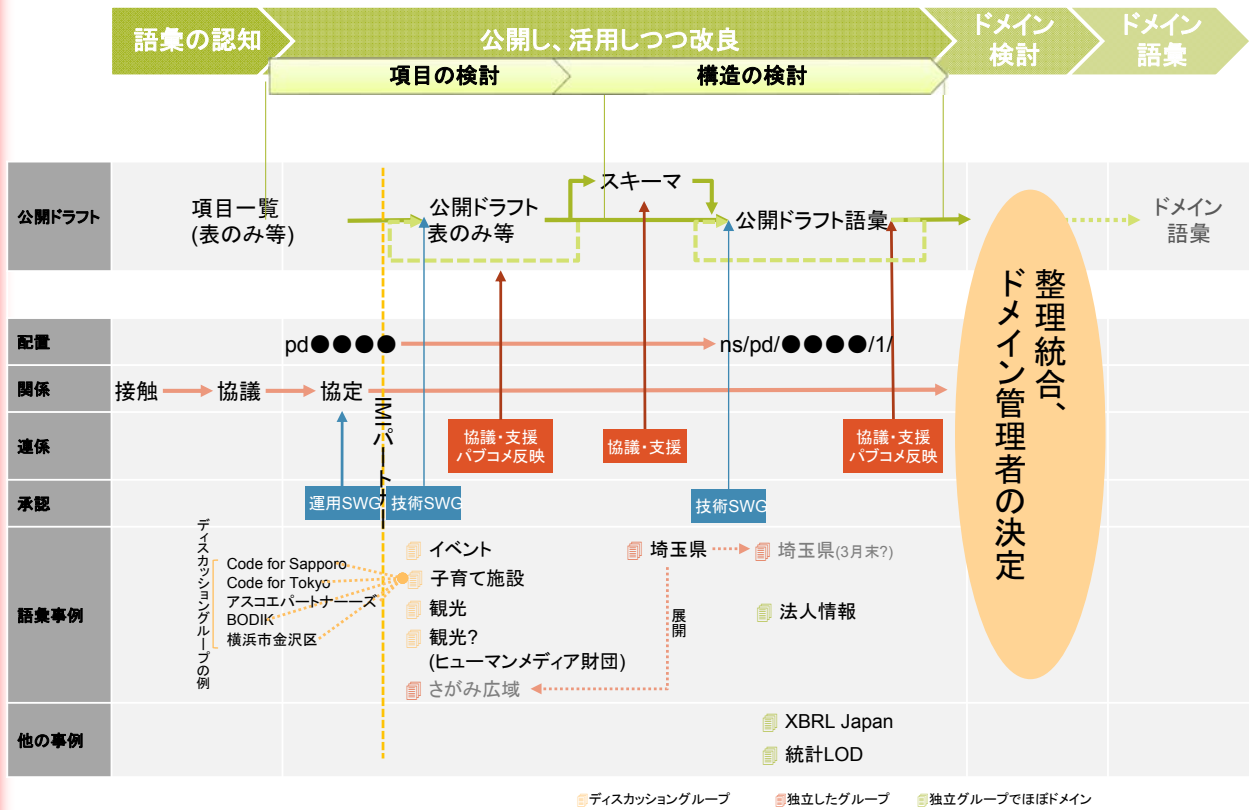 語彙の認知
公開し、活用しつつ改良
ドメイン
検討
ドメイン
語彙
項目の検討
構造の検討
公開ドラフト
項目一覧
(表のみ等)
公開ドラフト
表のみ等
スキーマ
公開ドラフト語彙
ドメイン
語彙
整理統合、
ドメイン管理者の決定
配置
pd●●●●
ns/pd/●●●●/1/
関係
接触
協議
協定
IMIパートナー
連係
協議・支援
パブコメ反映
協議・支援
協議・支援
パブコメ反映
承認
運用SWG
技術SWG
技術SWG
語彙事例
ディスカッショングループの例
Code for Sapporo
Code for Tokyo
アスコエパートナーーズ
BODIK
横浜市金沢区
イベント
子育て施設
観光
観光?
(ヒューマンメディア財団)
さがみ広域
埼玉県
展開
埼玉県(3月末?)
法人情報
他の事例
XBRL Japan
統計LOD
ディスカッショングループ
独立したグループ
独立グループでほぼドメイン